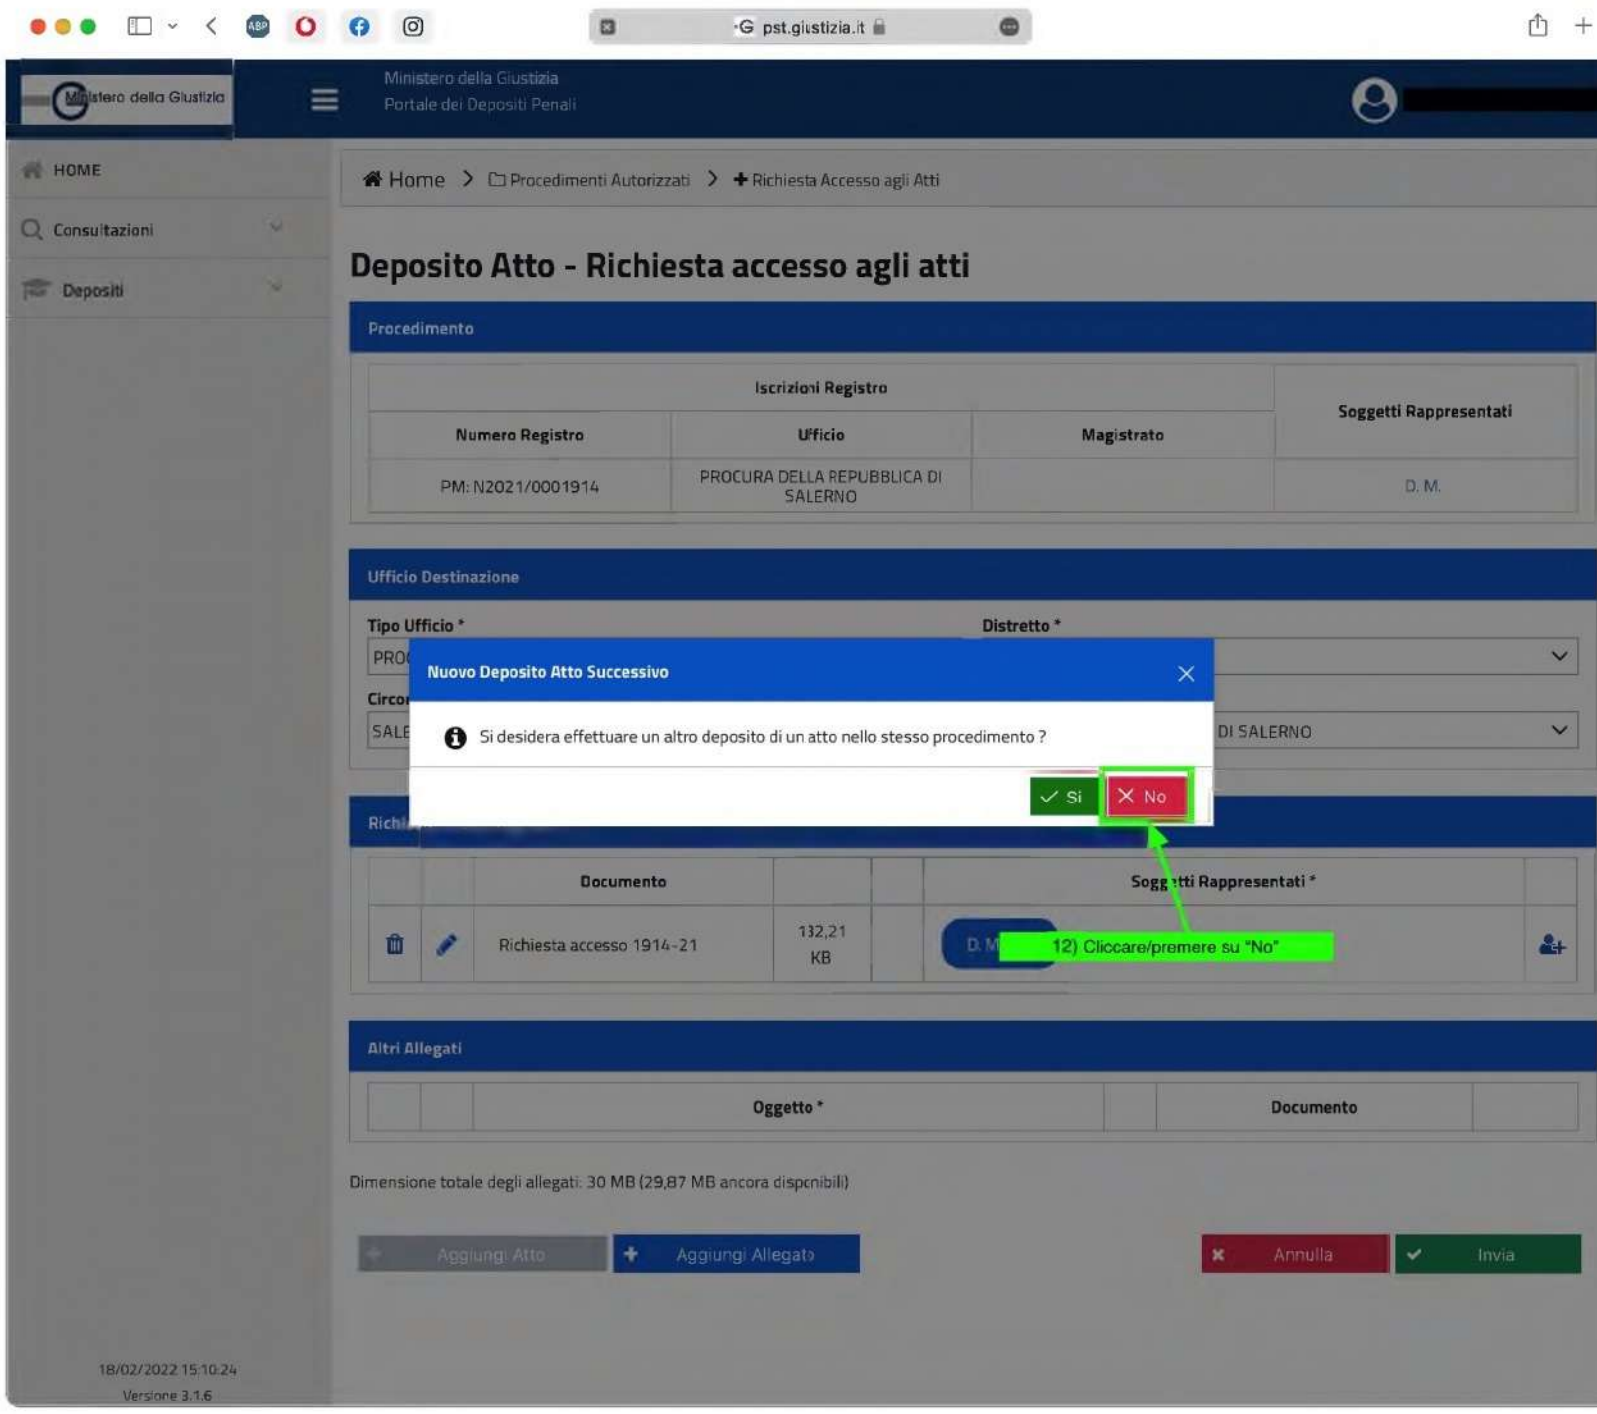 ABP
G pst.giustizia.it
Ministero della Giustizia
Ministero della Giustizia
Portale dei Depositi Penali
HOME
Consultazioni
Depositi
Home > Procedimenti Autorizzati > + Richiesta Accesso agli Atti
Deposito Atto - Richiesta accesso agli atti
Procedimento
Iscrizioni Registro
Soggetti Rappresentati
Numero Registro Ufficio Magistrato
PM: N2021/0001914
PROCURA DELLA REPUBBLICA DI
SALERNO
D. M.
Ufficio Destinazione
Tipo Ufficio * Distretto *
PRO
Nuovo Deposito Atto Successivo
Circo
SALE
Si desidera effettuare un altro deposito di un atto nello stesso procedimento ?
DI SALERNO
Si
No
Richi
Documento Soggetti Rappresentati *
Richiesta accesso 1914-21
132,21
KB
D. M
12) Cliccare/premere su "No"
Altri Allegati
Oggetto * Documento
Dimensione totale degli allegati: 30 MB (29,87 MB ancora disponibili)
Aggiungi Atto
Aggiungi Allegato
Annulla
Invia
18/02/2022 15:10:24
Versione 3.1.6